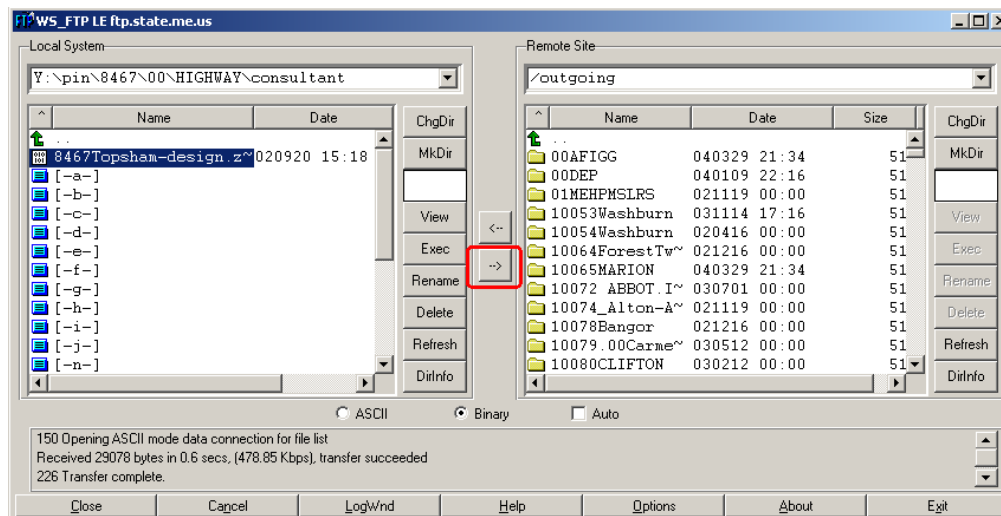 WS_FTP LE ftp.state.me.us
Local System
Y:\pin\8467\00\HIGHWAY\consultant
^ Name Date
..
8467Topsham-design.z~ 020920 15:18
[-a-]
[-b-]
[-c-]
[-d-]
[-e-]
[-f-]
[-g-]
[-h-]
[-i-]
[-j-]
[-n-]
ChgDir
MkDir
View
Exec
Rename
Delete
Refresh
DirInfo
<--
-->
Remote Site
/outgoing
^ Name Date Size
..
00AFIGG 040329 21:34 51
00DEP 040109 22:16 51
01MEHPMSLRS 021119 00:00 51
10053Washburn 031114 17:16 51
10054Washburn 020416 00:00 51
10064ForestTw~ 021216 00:00 51
10065MARION 040329 21:34 51
10072 ABBOT.I~ 030701 00:00 51
10074_Alton-A~ 021119 00:00 51
10078Bangor 021216 00:00 51
10079.00Carme~ 030512 00:00 51
10080CLIFTON 030212 00:00 51
ChgDir
MkDir
View
Exec
Rename
Delete
Refresh
DirInfo
ASCII Binary Auto
150 Opening ASCII mode data connection for file list
Received 29078 bytes in 0.6 secs, (478.85 Kbps), transfer succeeded
226 Transfer complete.
Close Cancel LogWnd Help Options About Exit